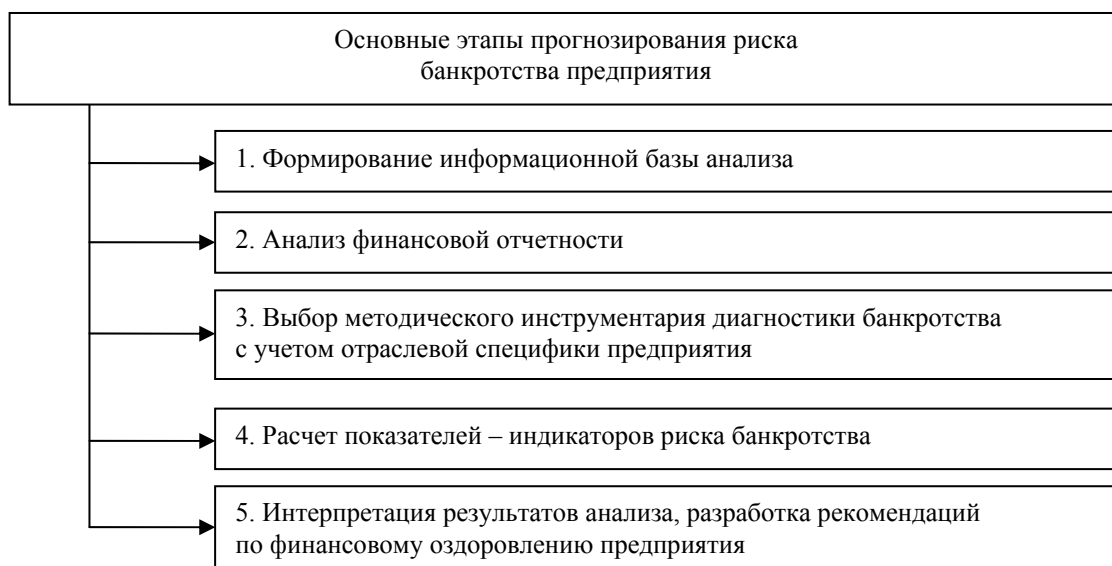 Основные этапы прогнозирования риска
банкротства предприятия
1. Формирование информационной базы анализа
2. Анализ финансовой отчетности
3. Выбор методического инструментария диагностики банкротства
с учетом отраслевой специфики предприятия
4. Расчет показателей – индикаторов риска банкротства
5. Интерпретация результатов анализа, разработка рекомендаций
по финансовому оздоровлению предприятия